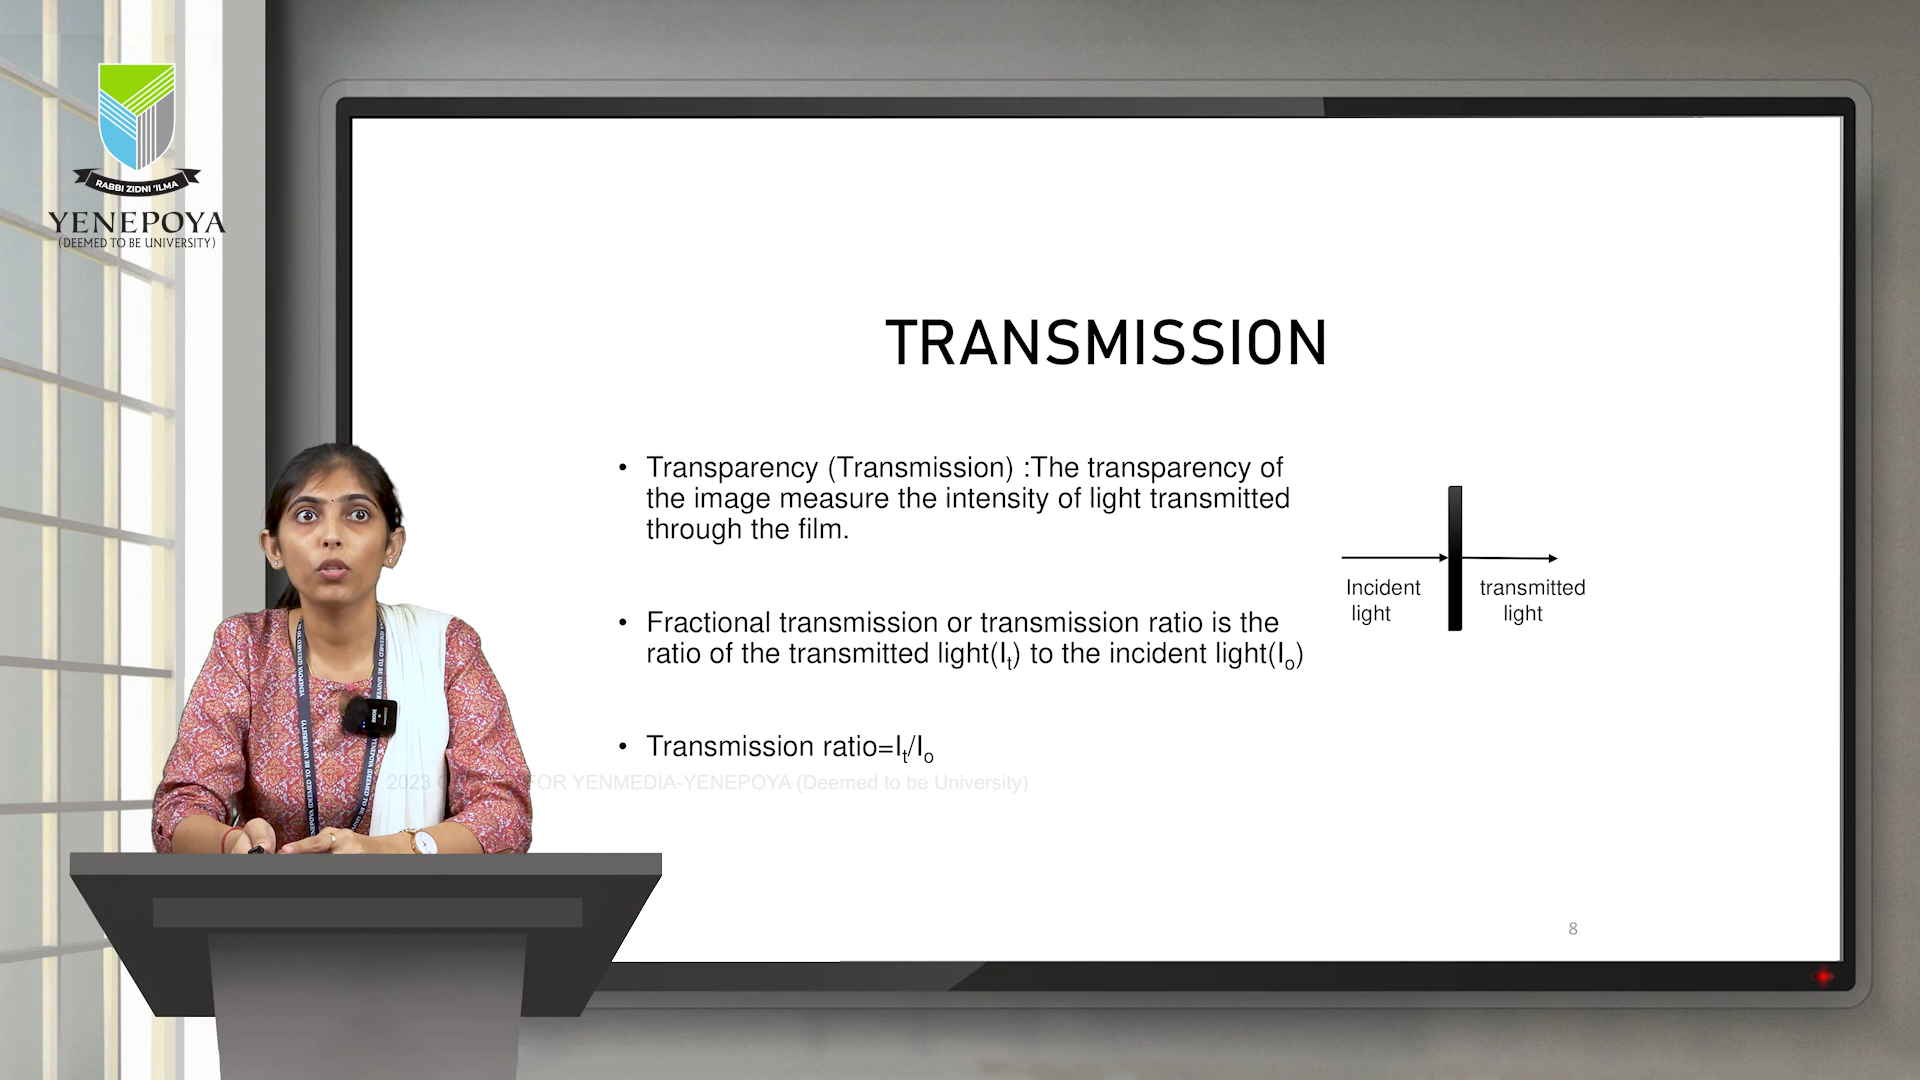 RABBI ZIDNI 'ILMA
YENEPOYA
(DEEMED TO BE UNIVERSITY)
TRANSMISSION
• Transparency (Transmission) :The transparency of
the image measure the intensity of light transmitted
through the film.
• Fractional transmission or transmission ratio is the
ratio of the transmitted light(It) to the incident light(Io)
• Transmission ratio=It/Io
Incident
light
transmitted
light
2023 FOR YENMEDIA-YENEPOYA (Deemed to be University)
8